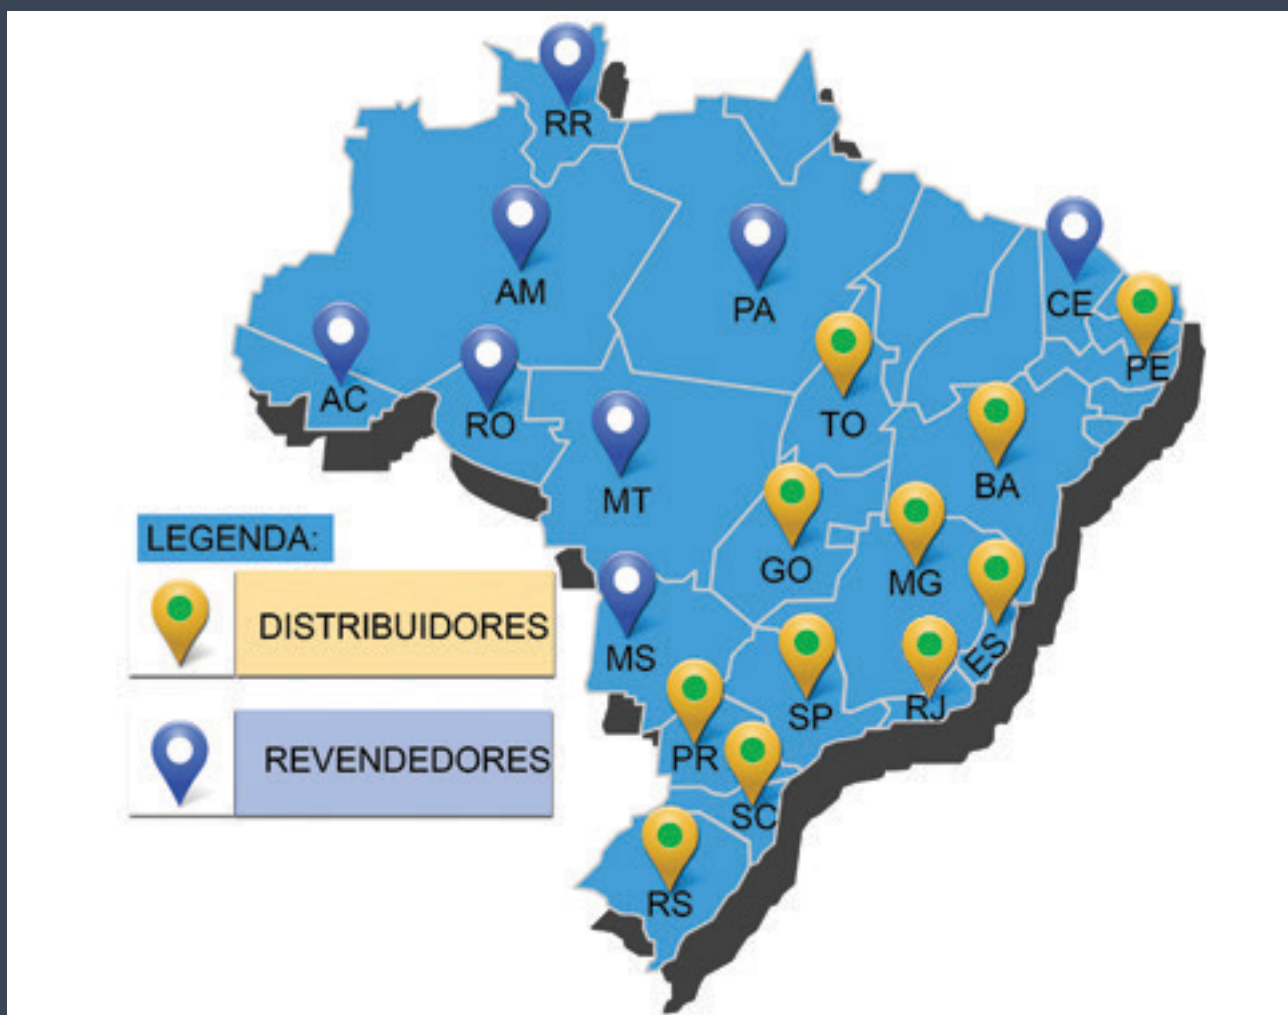 RR
AM
PA
CE
PE
AC
RO
TO
MT
BA
GO
MG
ES
MS
SP
RJ
PR
SC
RS
LEGENDA:
DISTRIBUIDORES
REVENDEDORES